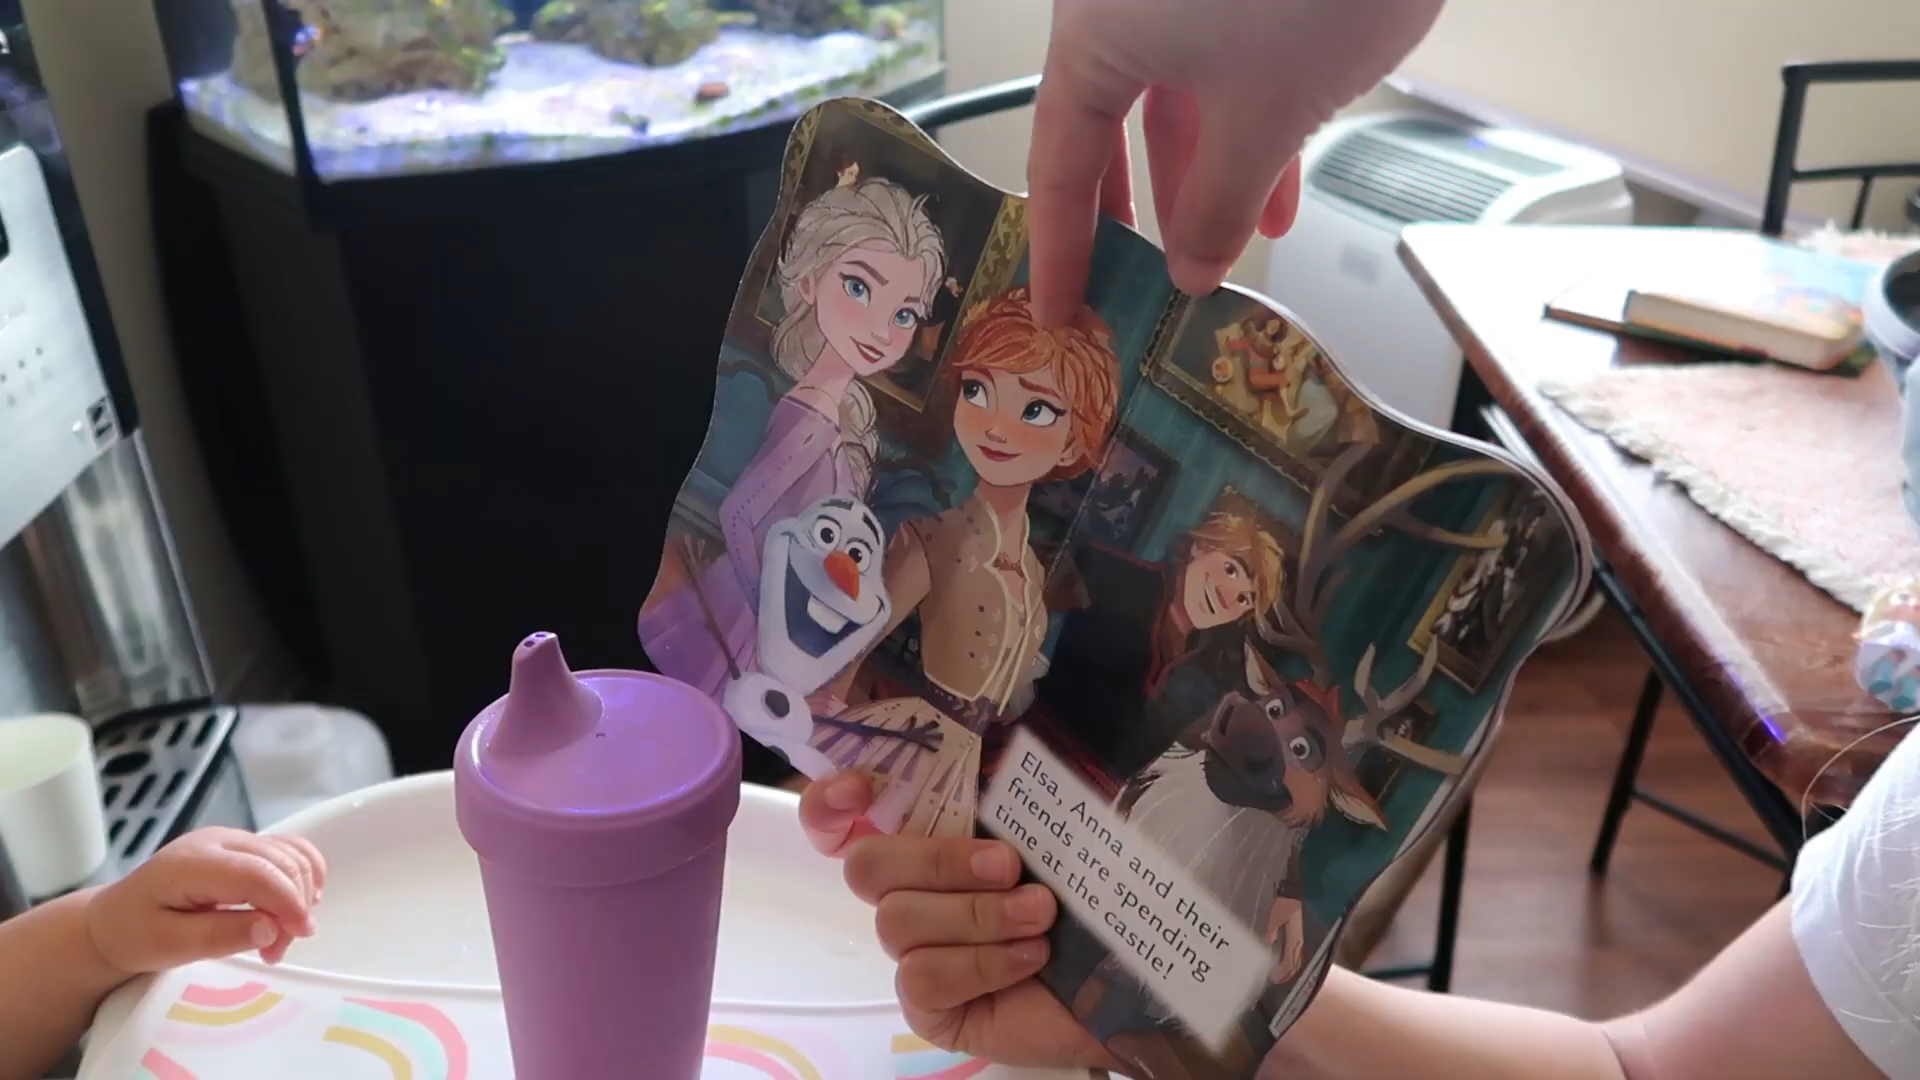 Elsa, Anna and their
friends are spending
time at the castle!